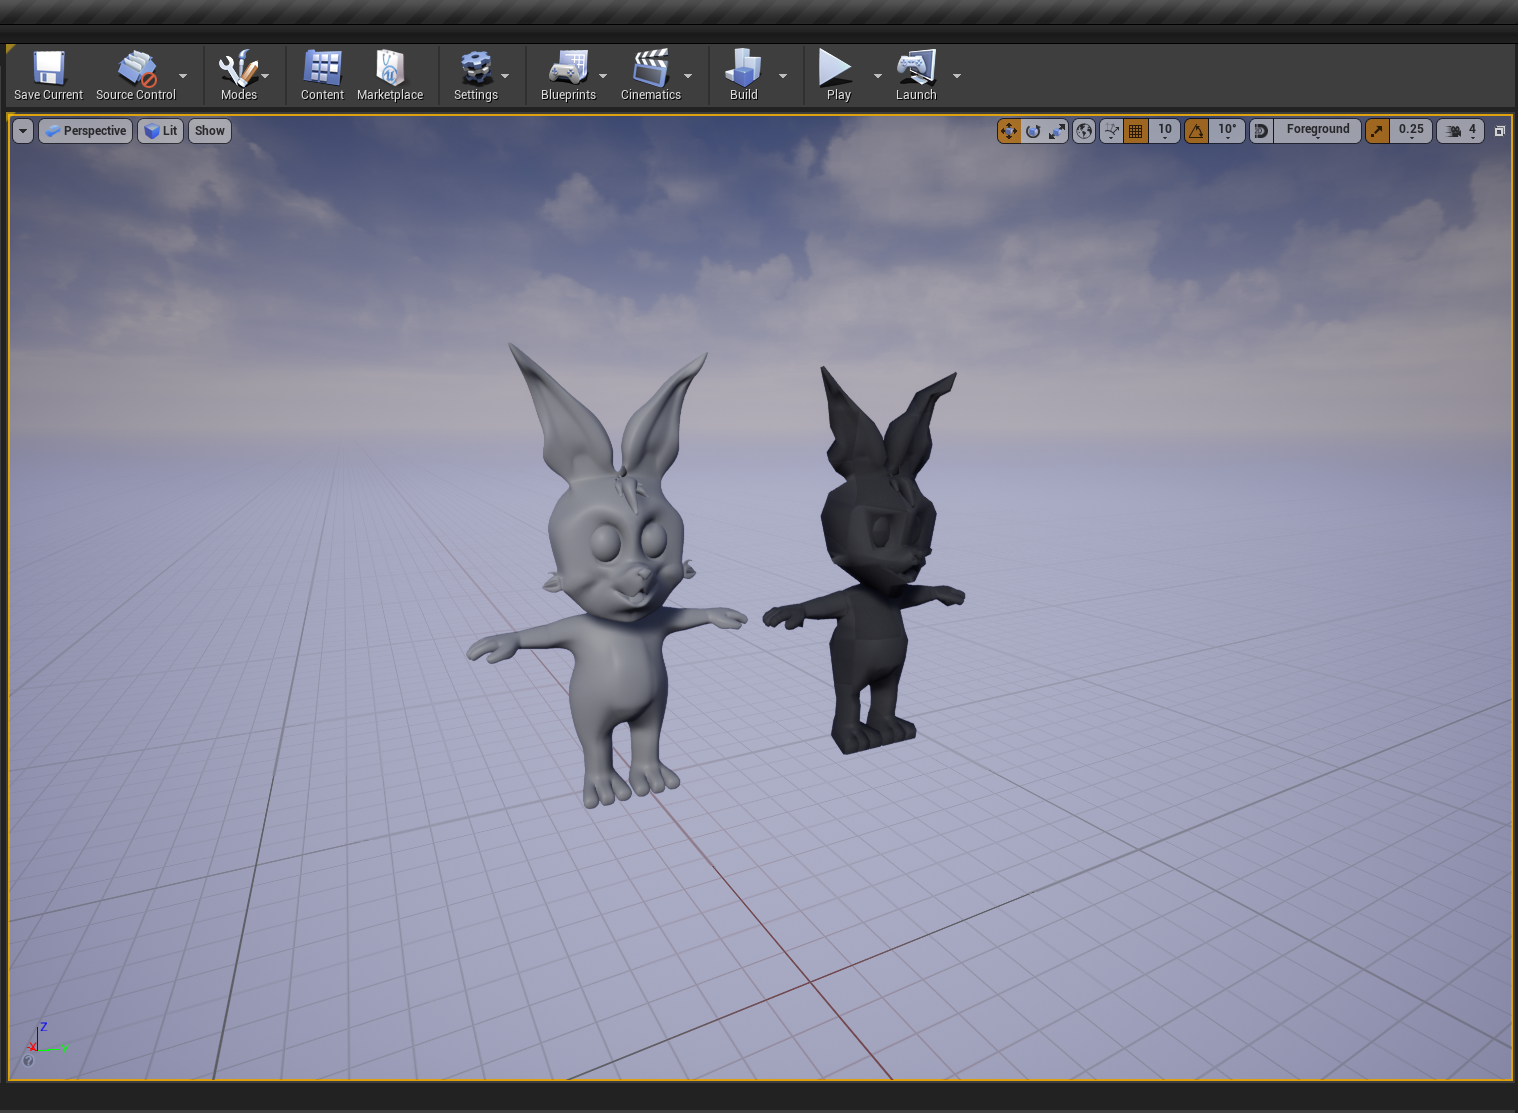 Save Current
Source Control
Modes
Content
Marketplace
Settings
Blueprints
Cinematics
Build
Play
Launch
Perspective
Lit
Show
10
10°
Foreground
0.25
4
Z
X
Y
?